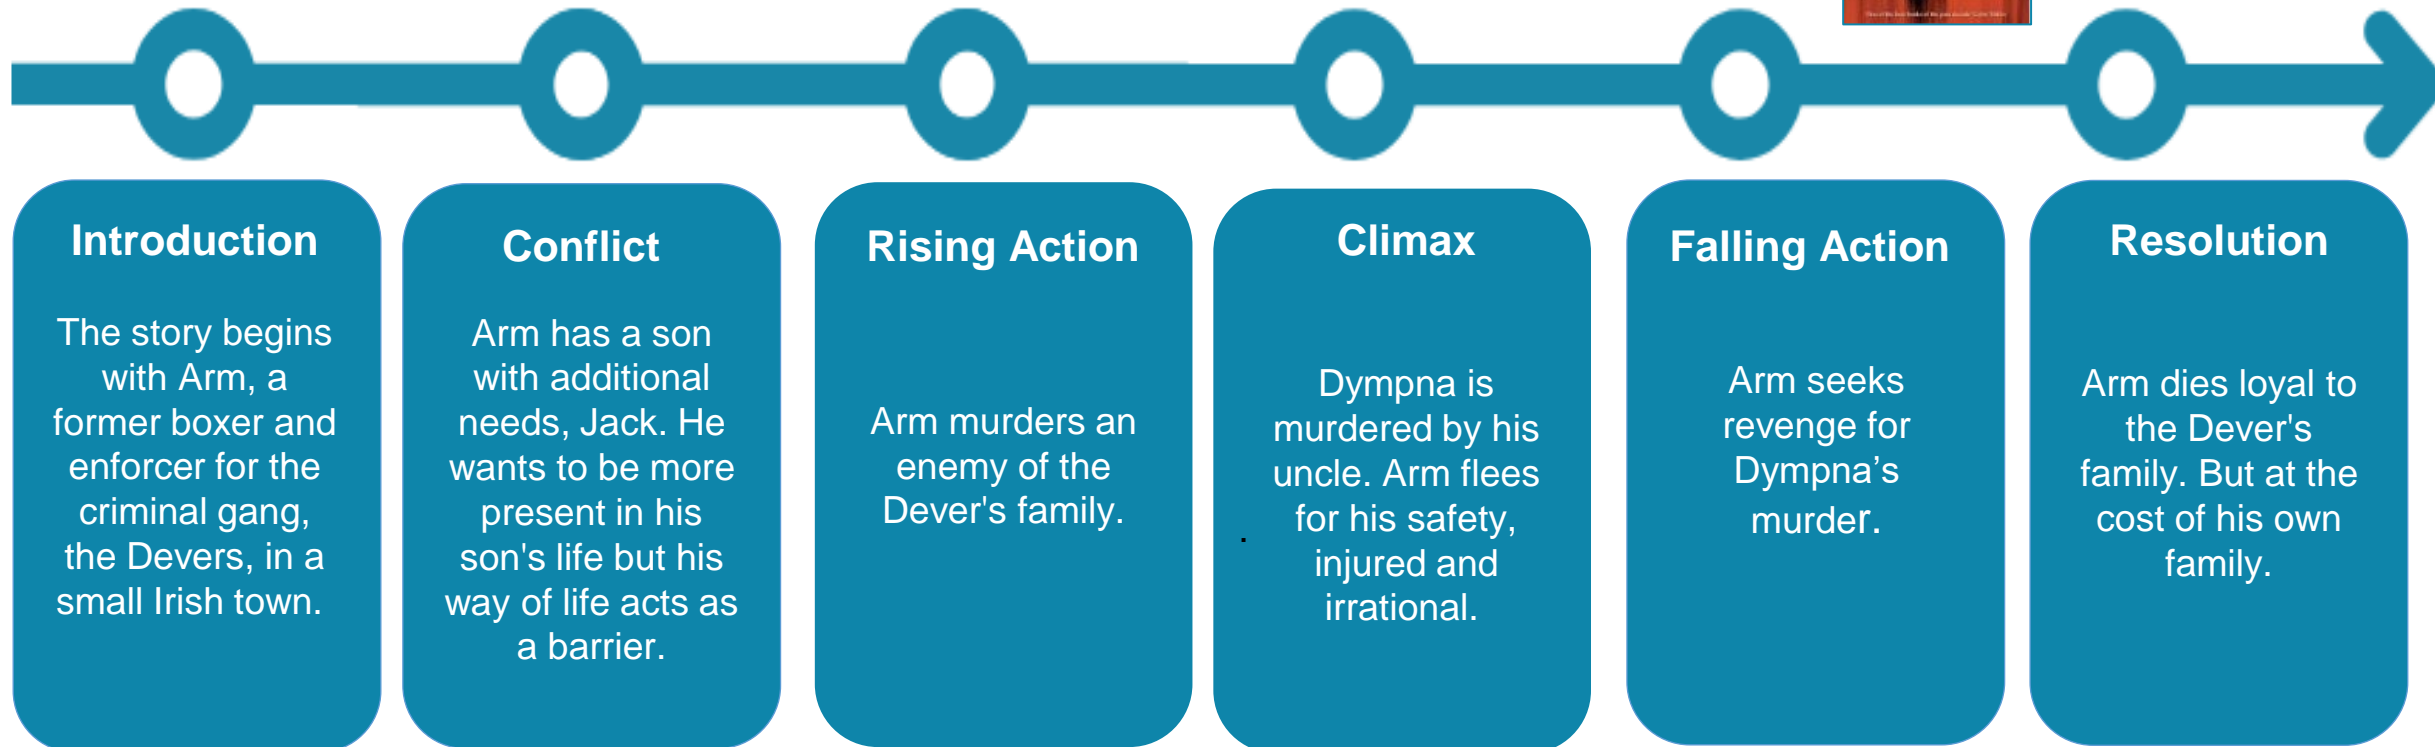 Introduction
The story begins
with Arm, a
former boxer and
enforcer for the
criminal gang,
the Devers, in a
small Irish town.
Conflict
Arm has a son
with additional
needs, Jack. He
wants to be more
present in his
son's life but his
way of life acts as
a barrier.
Rising Action
Arm murders an
enemy of the
Dever's family.
Climax
Dympna is
murdered by his
uncle. Arm flees
for his safety,
injured and
irrational.
.
Falling Action
Arm seeks
revenge for
Dympna’s
murder.
Resolution
Arm dies loyal to
the Dever's
family. But at the
cost of his own
family.